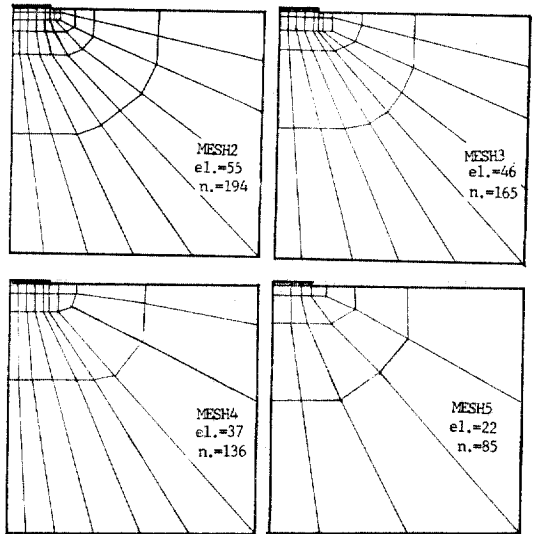 MESH2
el.=55
n.=194
MESH3
el.=46
n.=165
MESH4
el.=37
n.=136
MESH5
el.=22
n.=85